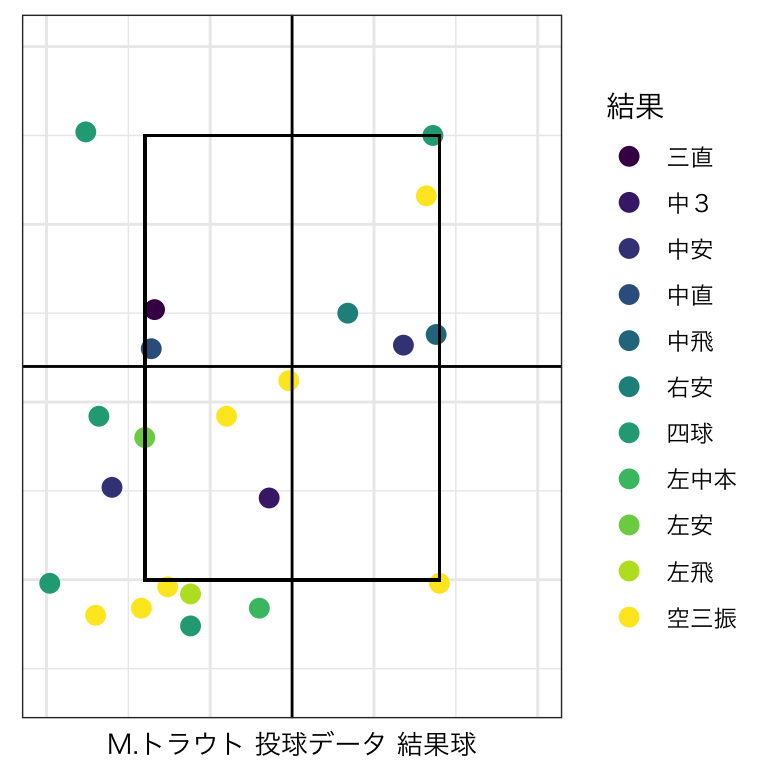 結果
三直
中３
中安
中直
中飛
右安
四球
左中本
左安
左飛
空三振
M.トラウト 投球データ 結果球